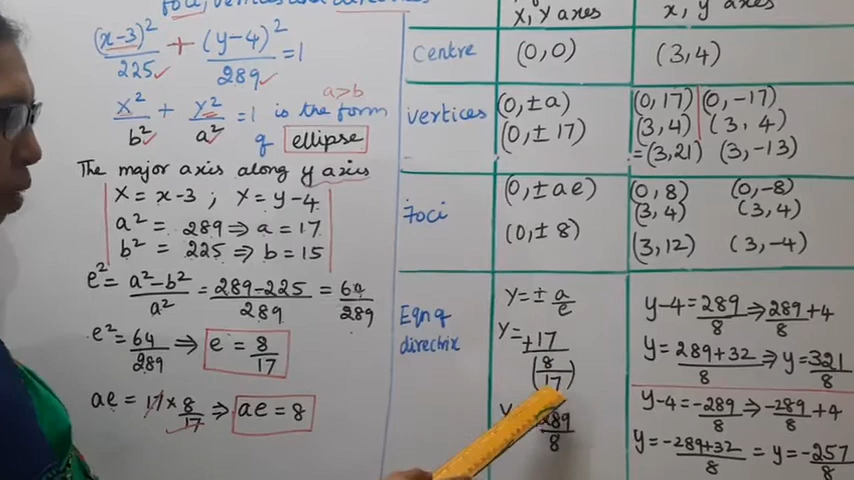 foci, vertices and directrix
(x-3)²/225 + (y-4)²/289 = 1
a>b
X²/b² + Y²/a² = 1 is the form
of ellipse
The major axis along y axis
X = x-3 ; X = y-4
a² = 289 ⇒ a = 17
b² = 225 ⇒ b = 15
e² = a²-b²/a² = 289-225/289 = 64/289
e² = 64/289 ⇒ e = 8/17
ae = 17 × 8/17 ⇒ ae = 8
X, Y axes x, y axes
Centre (0,0) (3,4)
vertices (0, ±a) (0, 17) (0, -17)
(0, ± 17) (3, 4) (3, 4)
=(3,21) (3, -13)
Foci (0, ± ae) (0, 8) (0, -8)
(3, 4) (3, 4)
(0, ± 8) (3, 12) (3, -4)
Eqn of directrix
Y = ± a/e
Y = ±17/(8/17)
289/8
y-4 = 289/8 ⇒ 289/8 + 4
y = 289+32/8 ⇒ y = 321/8
y-4 = -289/8 ⇒ -289/8 + 4
y = -289+32/8 = y = -257/8